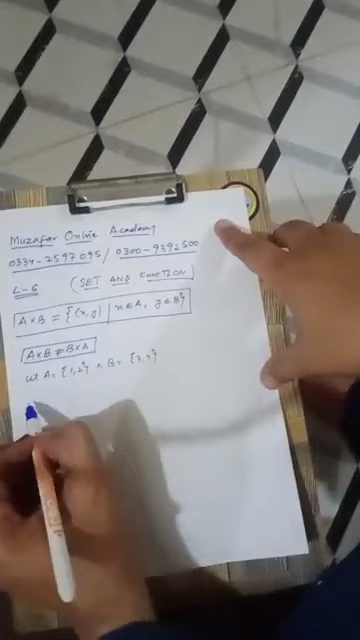 Muzafar Online Academy
0334-2597095/ 0300-9392500
L-6 (SET AND FUNCTION)
A×B = {(x,y) | x∈A, y∈B}
A×B ≠ B×A
Let A= {1,2} ∧ B= {3,4}